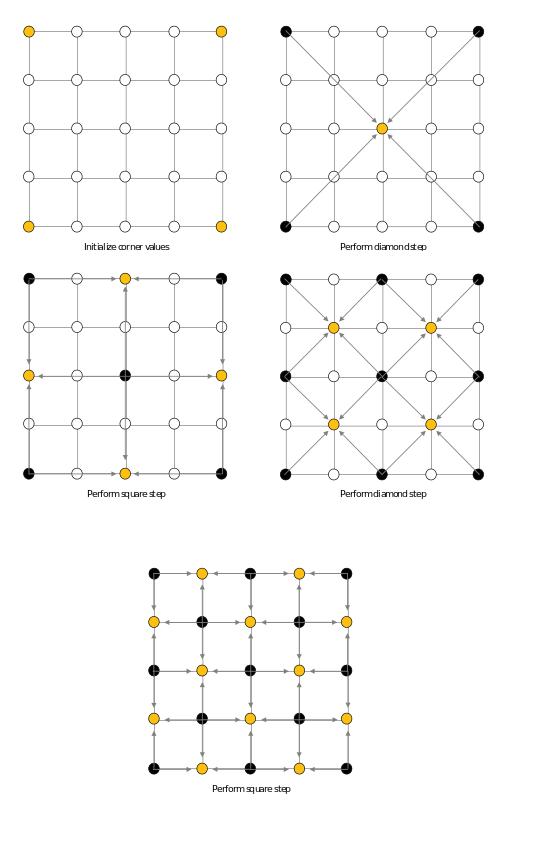 Initialize corner values
Perform diamond step
Perform square step
Perform diamond step
Perform square step